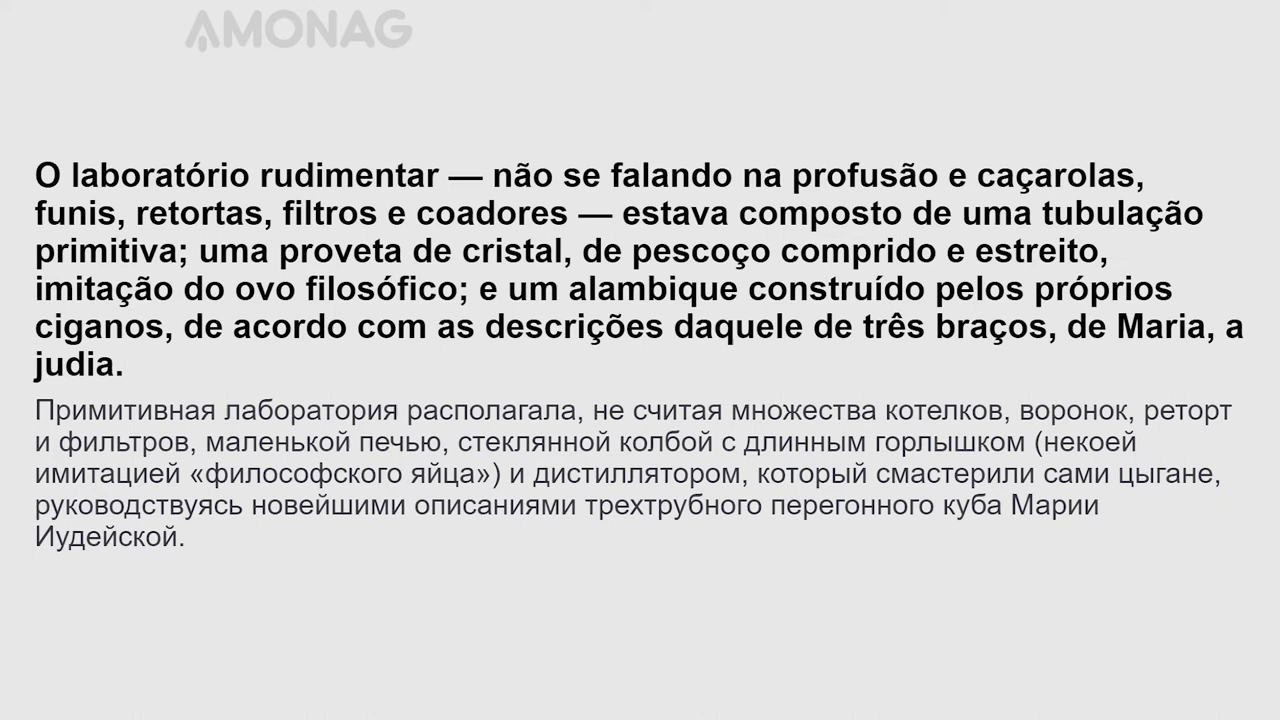 AMONAG
O laboratório rudimentar — não se falando na profusão e caçarolas,
funis, retortas, filtros e coadores — estava composto de uma tubulação
primitiva; uma proveta de cristal, de pescoço comprido e estreito,
imitação do ovo filosófico; e um alambique construído pelos próprios
ciganos, de acordo com as descrições daquele de três braços, de Maria, a
judia.
Примитивная лаборатория располагала, не считая множества котелков, воронок, реторт
и фильтров, маленькой печью, стеклянной колбой с длинным горлышком (некоей
имитацией «философского яйца») и дистиллятором, который смастерили сами цыгане,
руководствуясь новейшими описаниями трехтрубного перегонного куба Марии
Иудейской.